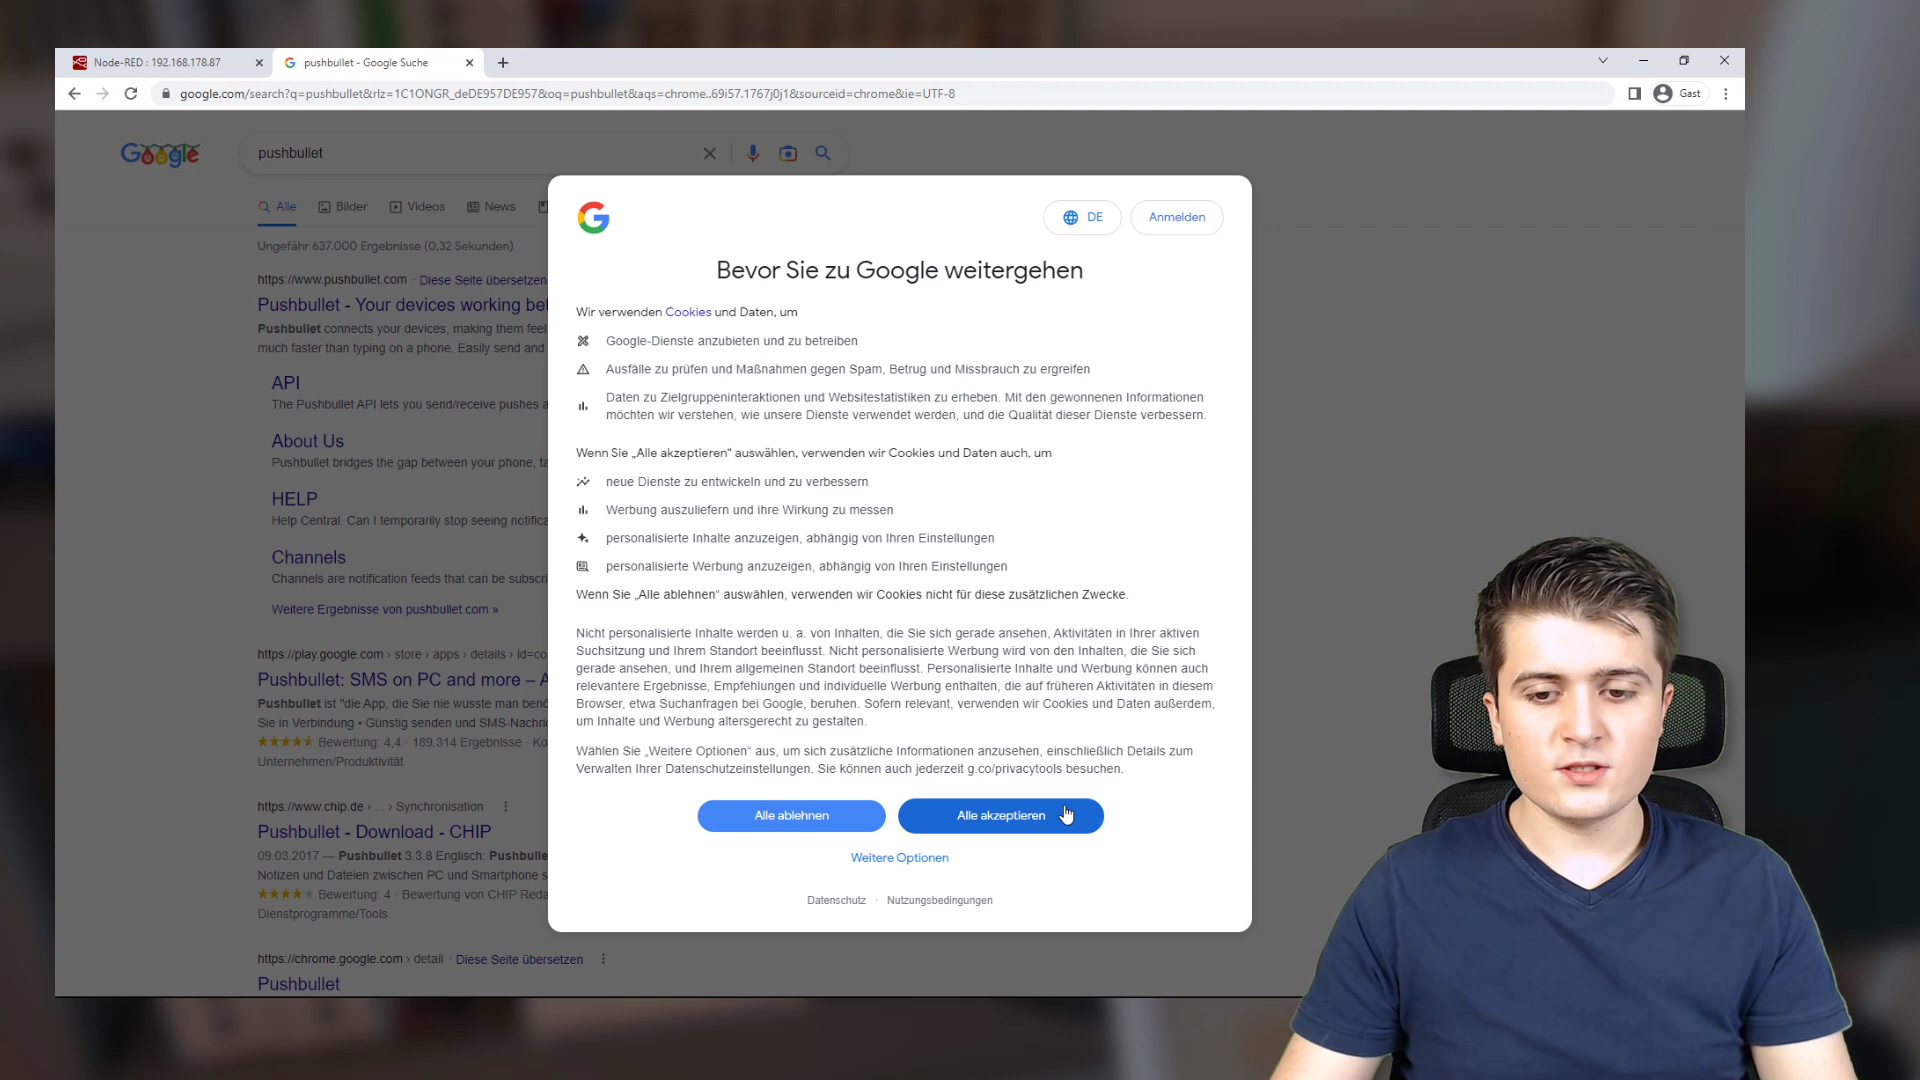 Node-RED : 192.168.178.87
pushbullet - Google Suche
google.com/search?q=pushbullet&rlz=1C1ONGR_deDE957DE957&oq=pushbullet&aqs=chrome..69i57.1767j0j1&sourceid=chrome&ie=UTF-8
Gast
Google
pushbullet
Alle
Bilder
Videos
News
Ungefähr 637.000 Ergebnisse (0,32 Sekunden)
https://www.pushbullet.com · Diese Seite übersetzen
Pushbullet - Your devices working
Pushbullet connects your devices, making them feel
much faster than typing on a phone. Easily send and
API
The Pushbullet API lets you send/receive pushes
About Us
Pushbullet bridges the gap between your phone,
HELP
Help Central. Can I temporarily stop seeing
Channels
Channels are notification feeds that can be
Weitere Ergebnisse von pushbullet.com »
https://play.google.com › store › apps › details ›
Pushbullet: SMS on PC and more –
Pushbullet ist "die App, die Sie nie wusste man
Sie in Verbindung • Günstig senden und
Bewertung: 4,4 · 189.314 Ergebnisse ·
Unternehmen/Produktivität
https://www.chip.de › ... › Synchronisation
Pushbullet - Download - CHIP
09.03.2017 — Pushbullet 3.3.8 Englisch:
Notizen und Dateien zwischen PC und Smartphone
Bewertung: 4 · Bewertung von CHIP
Dienstprogramme/Tools
https://chrome.google.com › detail · Diese Seite übersetzen
Pushbullet
DE
Anmelden
Bevor Sie zu Google weitergehen
Wir verwenden Cookies und Daten, um
Google-Dienste anzubieten und zu betreiben
Ausfälle zu prüfen und Maßnahmen gegen Spam, Betrug und Missbrauch zu ergreifen
Daten zu Zielgruppeninteraktionen und Websitestatistiken zu erheben. Mit den gewonnenen Informationen
möchten wir verstehen, wie unsere Dienste verwendet werden, und die Qualität dieser Dienste verbessern.
Wenn Sie „Alle akzeptieren“ auswählen, verwenden wir Cookies und Daten auch, um
neue Dienste zu entwickeln und zu verbessern
Werbung auszuliefern und ihre Wirkung zu messen
personalisierte Inhalte anzuzeigen, abhängig von Ihren Einstellungen
personalisierte Werbung anzuzeigen, abhängig von Ihren Einstellungen
Wenn Sie „Alle ablehnen“ auswählen, verwenden wir Cookies nicht für diese zusätzlichen Zwecke.
Nicht personalisierte Inhalte werden u. a. von Inhalten, die Sie sich gerade ansehen, Aktivitäten in Ihrer aktiven
Suchsitzung und Ihrem Standort beeinflusst. Nicht personalisierte Werbung wird von den Inhalten, die Sie sich
gerade ansehen, und Ihrem allgemeinen Standort beeinflusst. Personalisierte Inhalte und Werbung können auch
relevantere Ergebnisse, Empfehlungen und individuelle Werbung enthalten, die auf früheren Aktivitäten in diesem
Browser, etwa Suchanfragen bei Google, beruhen. Sofern relevant, verwenden wir Cookies und Daten außerdem,
um Inhalte und Werbung altersgerecht zu gestalten.
Wählen Sie „Weitere Optionen“ aus, um sich zusätzliche Informationen anzusehen, einschließlich Details zum
Verwalten Ihrer Datenschutzeinstellungen. Sie können auch jederzeit g.co/privacytools besuchen.
Alle ablehnen
Alle akzeptieren
Weitere Optionen
Datenschutz · Nutzungsbedingungen